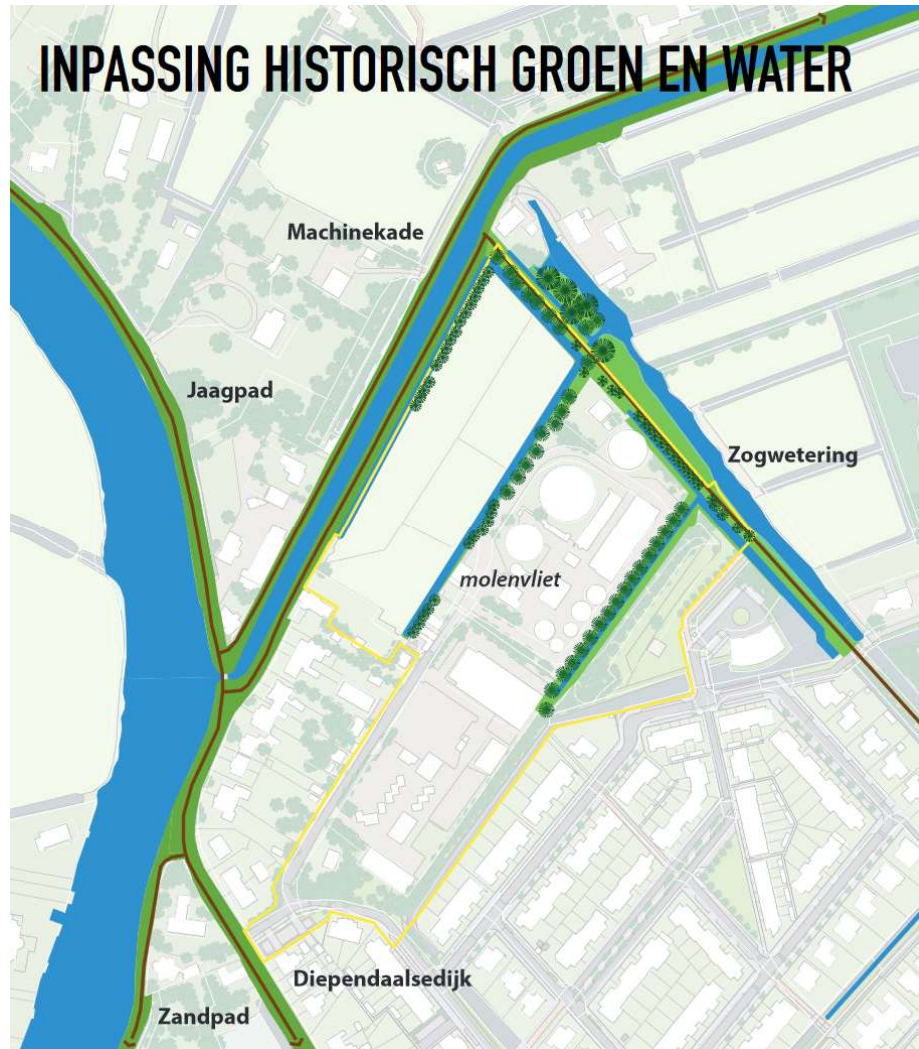 INPASSING HISTORISCH GROEN EN WATER
Machinekade
Jaagpad
Zogwetering
molenvliet
Diependaalsedijk
Zandpad